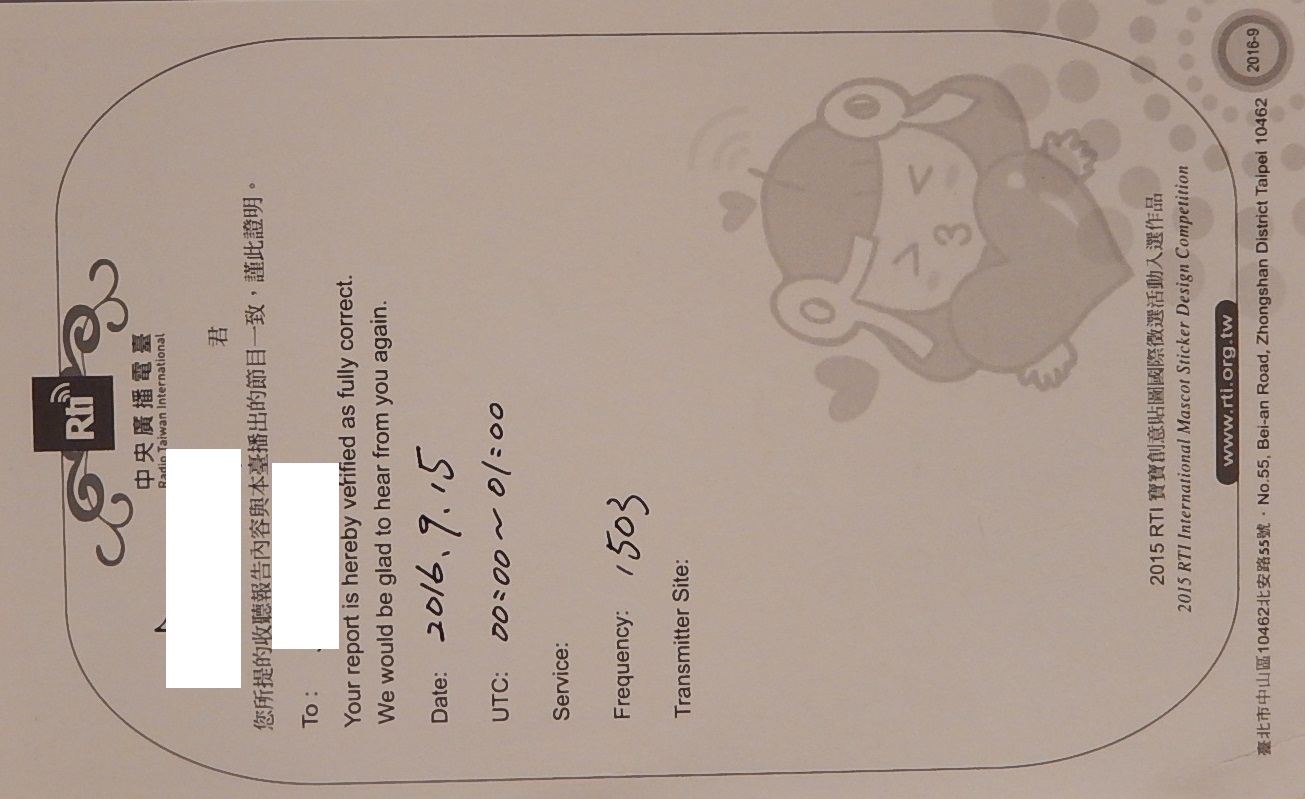 Rti
中央廣播電臺
Radio Taiwan International
君
您所提的收聽報告內容與本臺播出的節目一致，謹此證明。
To :
Your report is hereby verified as fully correct.
We would be glad to hear from you again.
Date: 2016.9.15
UTC: 00:00~01:00
Service:
Frequency: 1503
Transmitter Site:
2015 RTI 寶寶創意貼圖國際徵選活動入選作品
2015 RTI International Mascot Sticker Design Competition
www.rti.org.tw
臺北市中山區10462北安路55號 · No.55, Bei-an Road, Zhongshan District Taipei 10462
2016-9